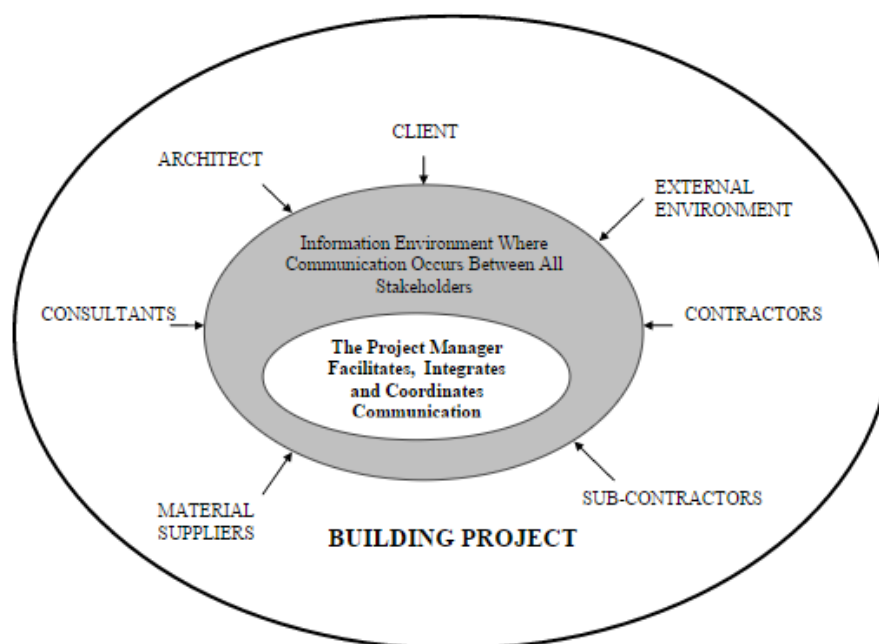 CLIENT
ARCHITECT
EXTERNAL
ENVIRONMENT
Information Environment Where
Communication Occurs Between All
Stakeholders
CONSULTANTS
CONTRACTORS
The Project Manager
Facilitates, Integrates
and Coordinates
Communication
MATERIAL
SUPPLIERS
SUB-CONTRACTORS
BUILDING PROJECT